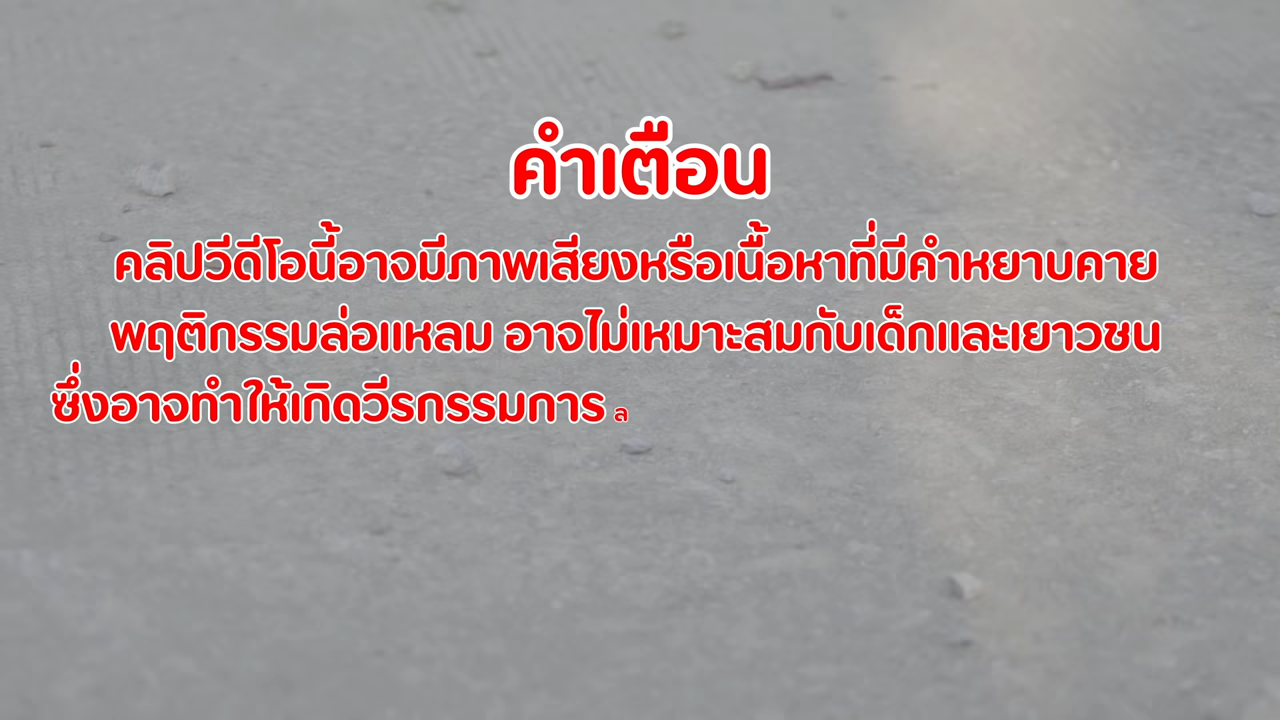 คำเตือน
คลิปวีดีโอนี้อาจมีภาพเสียงหรือเนื้อหาที่มีคำหยาบคาย
พฤติกรรมล่อแหลม อาจไม่เหมาะสมกับเด็กและเยาวชน
ซึ่งอาจทำให้เกิดวีรกรรมการ ล